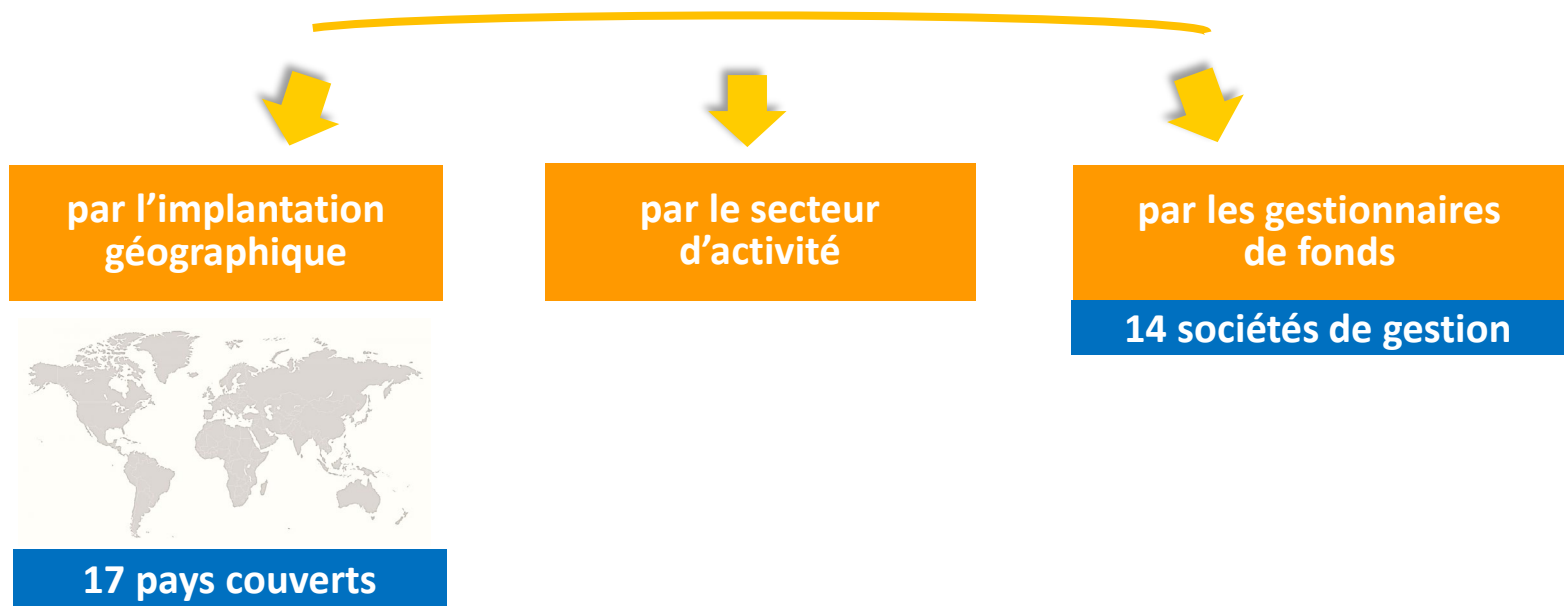 par l’implantation
géographique
par le secteur
d’activité
par les gestionnaires
de fonds
14 sociétés de gestion
17 pays couverts